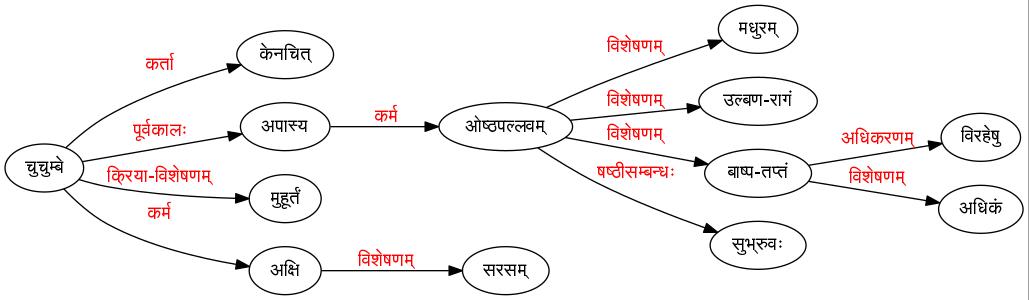 मधुरम्
केनचित्
विशेषणम्
कर्ता
उल्बण-रागं
विशेषणम्
पूर्वकालः
अपास्य
कर्म
ओष्ठपल्लवम्
विशेषणम्
अधिकरणम्
विरहेषु
चुचुम्बे
क्रिया-विशेषणम्
षष्ठीसम्बन्धः
बाष्प-तप्तं
विशेषणम्
मुहूर्तं
अधिकं
कर्म
सुभ्रुवः
अक्षि
विशेषणम्
सरसम्